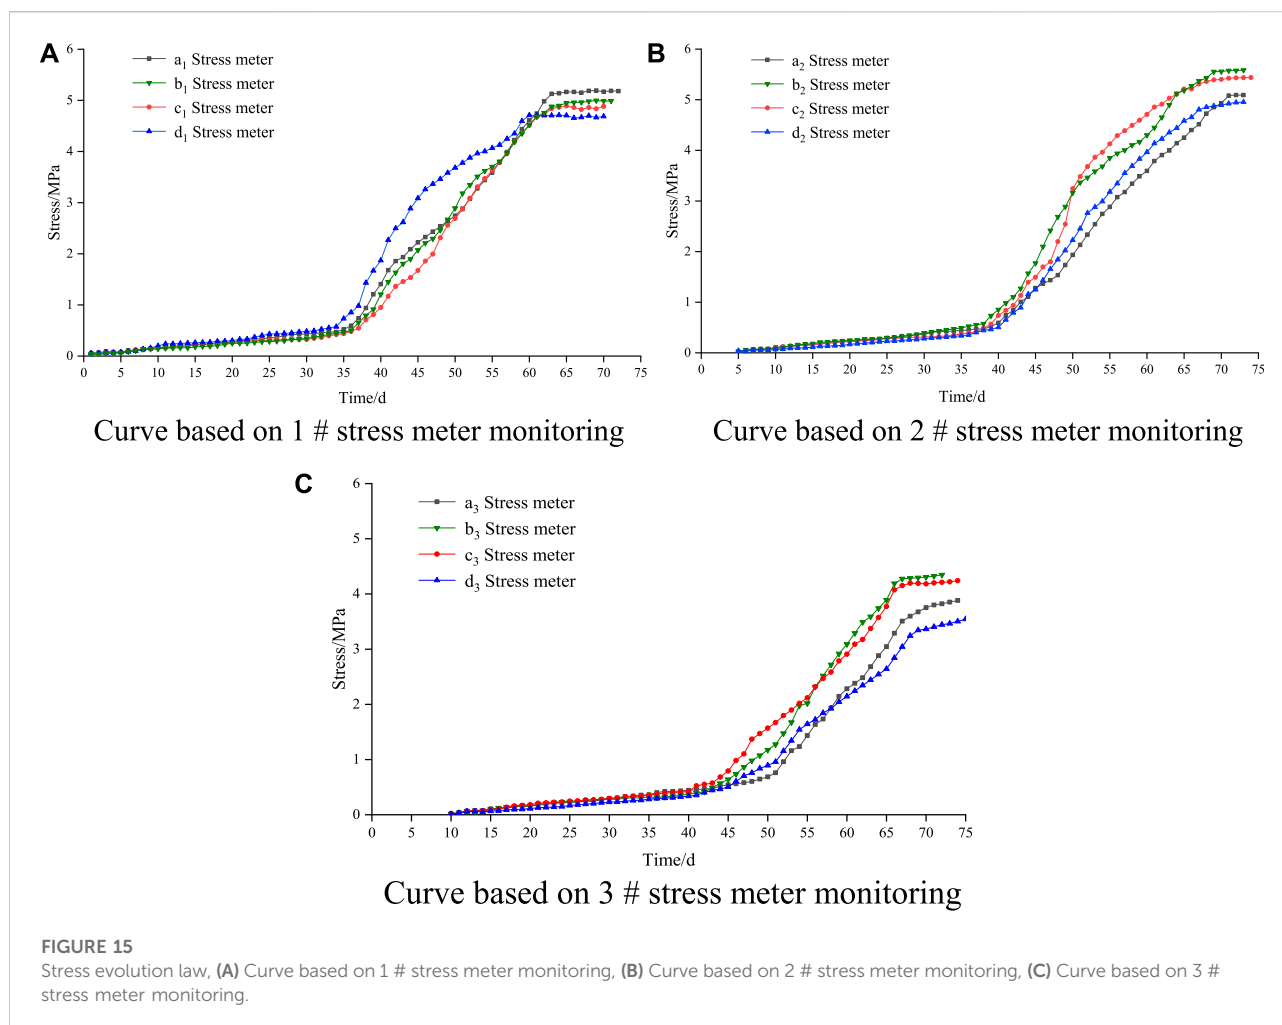 A
6
5
4
3
2
1
0
Stress/MPa
a1 Stress meter
b1 Stress meter
c1 Stress meter
d1 Stress meter
0 5 10 15 20 25 30 35 40 45 50 55 60 65 70 75
Time/d
Curve based on 1 # stress meter monitoring
B
6
5
4
3
2
1
0
Stress/MPa
a2 Stress meter
b2 Stress meter
c2 Stress meter
d2 Stress meter
0 5 10 15 20 25 30 35 40 45 50 55 60 65 70 75
Time/d
Curve based on 2 # stress meter monitoring
C
6
5
4
3
2
1
0
Stress/MPa
a3 Stress meter
b3 Stress meter
c3 Stress meter
d3 Stress meter
0 5 10 15 20 25 30 35 40 45 50 55 60 65 70 75
Time/d
Curve based on 3 # stress meter monitoring
FIGURE 15
Stress evolution law, (A) Curve based on 1 # stress meter monitoring, (B) Curve based on 2 # stress meter monitoring, (C) Curve based on 3 #
stress meter monitoring.